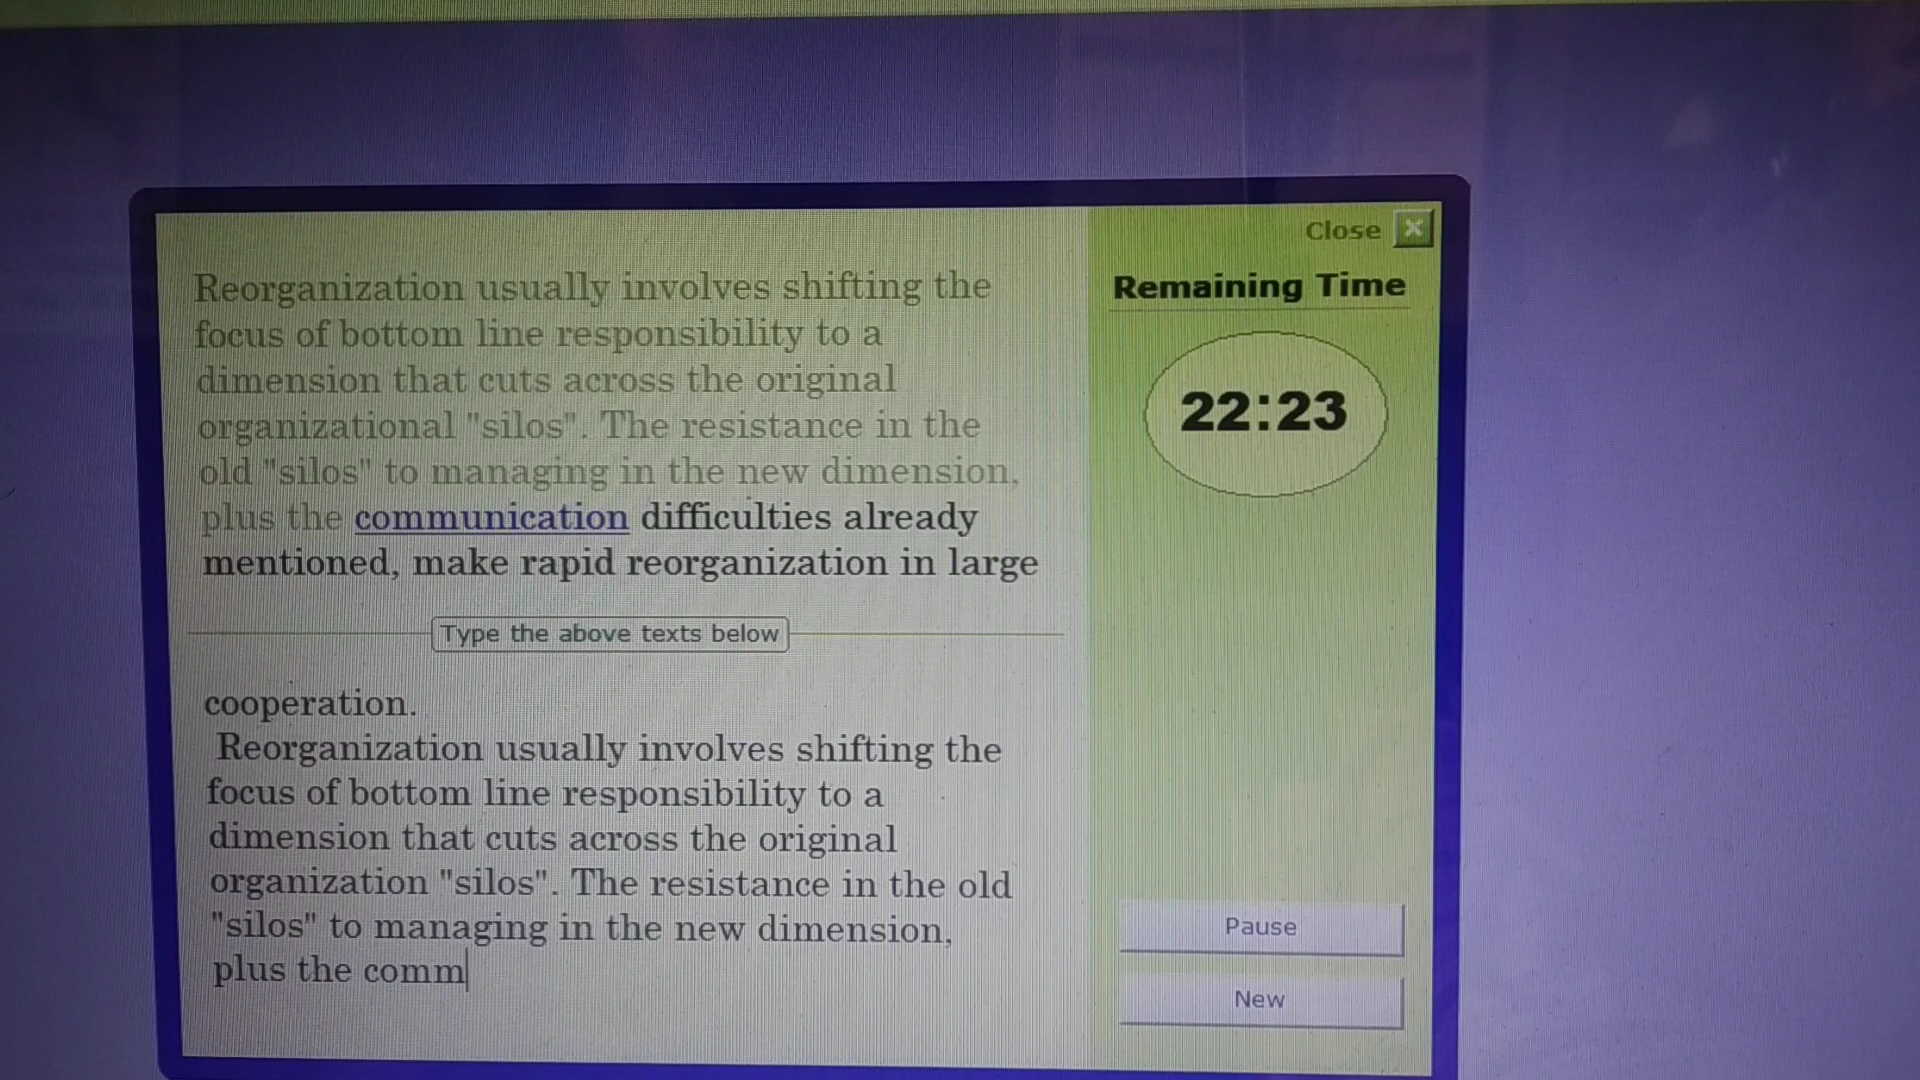 Close
Reorganization usually involves shifting the
focus of bottom line responsibility to a
dimension that cuts across the original
organizational "silos". The resistance in the
old "silos" to managing in the new dimension,
plus the communication difficulties already
mentioned, make rapid reorganization in large
Remaining Time
22:23
Type the above texts below
cooperation.
Reorganization usually involves shifting the
focus of bottom line responsibility to a
dimension that cuts across the original
organization "silos". The resistance in the old
"silos" to managing in the new dimension,
plus the comm
Pause
New